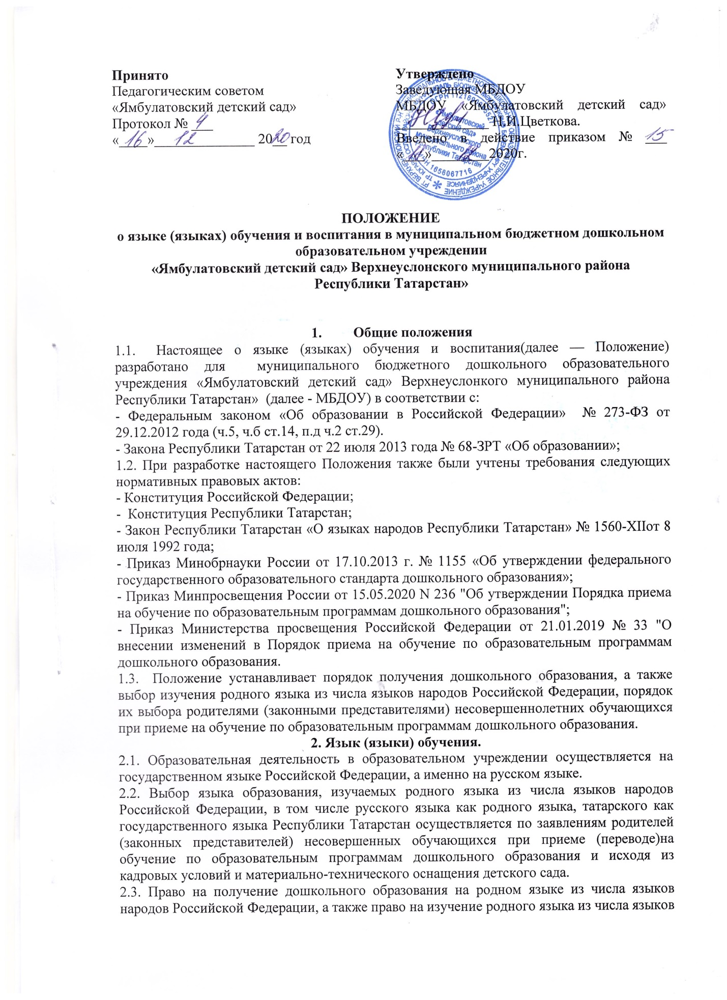 Принято
Педагогическим советом
«Ямбулатовский детский сад»
Протокол № 4
«16» 12 2020 год
Утверждено
Заведующая МБДОУ
МБДОУ «Ямбулатовский детский сад»
Н.И.Цветкова.
Введено в действие приказом № 15
«» 12 2020г.
«Ямбулатовский
детский сад»
Верхнеуслонского
муниципального района
Республики Татарстан
ИНН 1656067716
ПОЛОЖЕНИЕ
о языке (языках) обучения и воспитания в муниципальном бюджетном дошкольном
образовательном учреждении
«Ямбулатовский детский сад» Верхнеуслонского муниципального района
Республики Татарстан»
1. Общие положения
1.1. Настоящее о языке (языках) обучения и воспитания(далее — Положение)
разработано для муниципального бюджетного дошкольного образовательного
учреждения «Ямбулатовский детский сад» Верхнеуслонкого муниципального района
Республики Татарстан» (далее - МБДОУ) в соответствии с:
- Федеральным законом «Об образовании в Российской Федерации» № 273-ФЗ от
29.12.2012 года (ч.5, ч.б ст.14, п.д ч.2 ст.29).
- Закона Республики Татарстан от 22 июля 2013 года № 68-ЗРТ «Об образовании»;
1.2. При разработке настоящего Положения также были учтены требования следующих
нормативных правовых актов:
- Конституция Российской Федерации;
- Конституция Республики Татарстан;
- Закон Республики Татарстан «О языках народов Республики Татарстан» № 1560-XIIот 8
июля 1992 года;
- Приказ Минобрнауки России от 17.10.2013 г. № 1155 «Об утверждении федерального
государственного образовательного стандарта дошкольного образования»;
- Приказ Минпросвещения России от 15.05.2020 N 236 "Об утверждении Порядка приема
на обучение по образовательным программам дошкольного образования";
- Приказ Министерства просвещения Российской Федерации от 21.01.2019 № 33 "О
внесении изменений в Порядок приема на обучение по образовательным программам
дошкольного образования.
1.3. Положение устанавливает порядок получения дошкольного образования, а также
выбор изучения родного языка из числа языков народов Российской Федерации, порядок
их выбора родителями (законными представителями) несовершеннолетних обучающихся
при приеме на обучение по образовательным программам дошкольного образования.
2. Язык (языки) обучения.
2.1. Образовательная деятельность в образовательном учреждении осуществляется на
государственном языке Российской Федерации, а именно на русском языке.
2.2. Выбор языка образования, изучаемых родного языка из числа языков народов
Российской Федерации, в том числе русского языка как родного языка, татарского как
государственного языка Республики Татарстан осуществляется по заявлениям родителей
(законных представителей) несовершенных обучающихся при приеме (переводе)на
обучение по образовательным программам дошкольного образования и исходя из
кадровых условий и материально-технического оснащения детского сада.
2.3. Право на получение дошкольного образования на родном языке из числа языков
народов Российской Федерации, а также право на изучение родного языка из числа языков